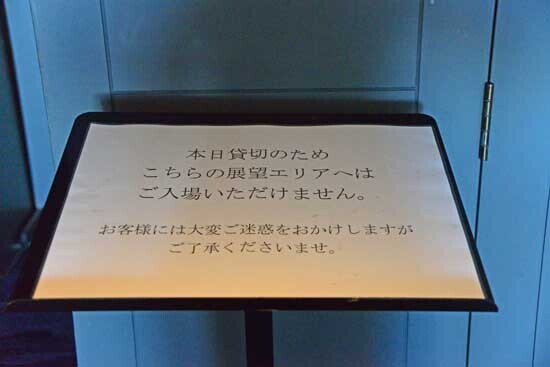 本日貸切のため
こちらの展望エリアへは
ご入場いただけません。
お客様には大変ご迷惑をおかけしますが
ご了承くださいませ。